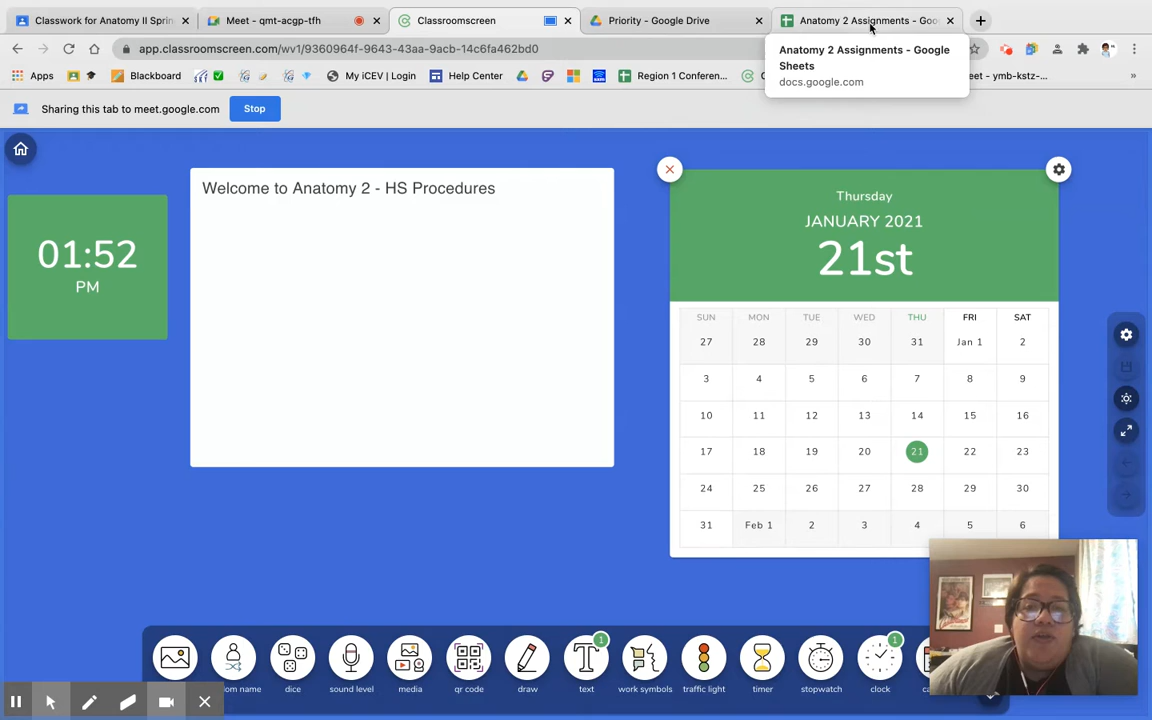 Classwork for Anatomy II Sprin
Meet - qmt-acgp-tfh
Classroomscreen
Priority - Google Drive
Anatomy 2 Assignments - Goo
app.classroomscreen.com/wv1/9360964f-9643-43aa-9acb-14c6fa462bd0
Anatomy 2 Assignments - Google
Sheets
docs.google.com
Apps
Blackboard
My iCEV | Login
Help Center
Region 1 Conferen...
eet - ymb-kstz-...
Sharing this tab to meet.google.com
Stop
01:52
PM
Welcome to Anatomy 2 - HS Procedures
Thursday
JANUARY 2021
21st
SUN MON TUE WED THU FRI SAT
27 28 29 30 31 Jan 1 2
3 4 5 6 7 8 9
10 11 12 13 14 15 16
17 18 19 20 21 22 23
24 25 26 27 28 29 30
31 Feb 1 2 3 4 5 6
1 1
om name dice sound level media qr code draw text work symbols traffic light timer stopwatch clock ca